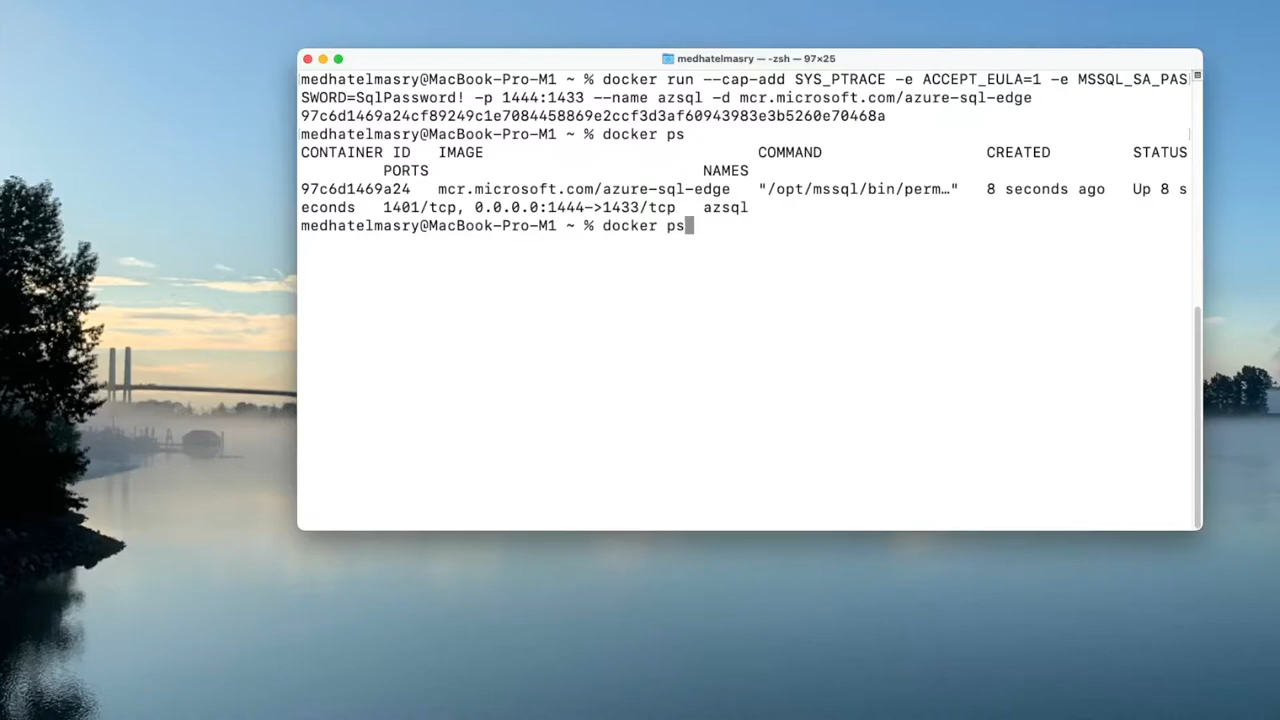 medhatelmasry — -zsh — 97×25
medhatelmasry@MacBook-Pro-M1 ~ % docker run --cap-add SYS_PTRACE -e ACCEPT_EULA=1 -e MSSQL_SA_PAS
SWORD=SqlPassword! -p 1444:1433 --name azsql -d mcr.microsoft.com/azure-sql-edge
97c6d1469a24cf89249c1e7084458869e2ccf3d3af60943983e3b5260e70468a
medhatelmasry@MacBook-Pro-M1 ~ % docker ps
CONTAINER ID   IMAGE                              COMMAND                  CREATED         STATUS
         PORTS                              NAMES
97c6d1469a24   mcr.microsoft.com/azure-sql-edge   "/opt/mssql/bin/perm…"   8 seconds ago   Up 8 s
econds   1401/tcp, 0.0.0.0:1444->1433/tcp   azsql
medhatelmasry@MacBook-Pro-M1 ~ % docker ps